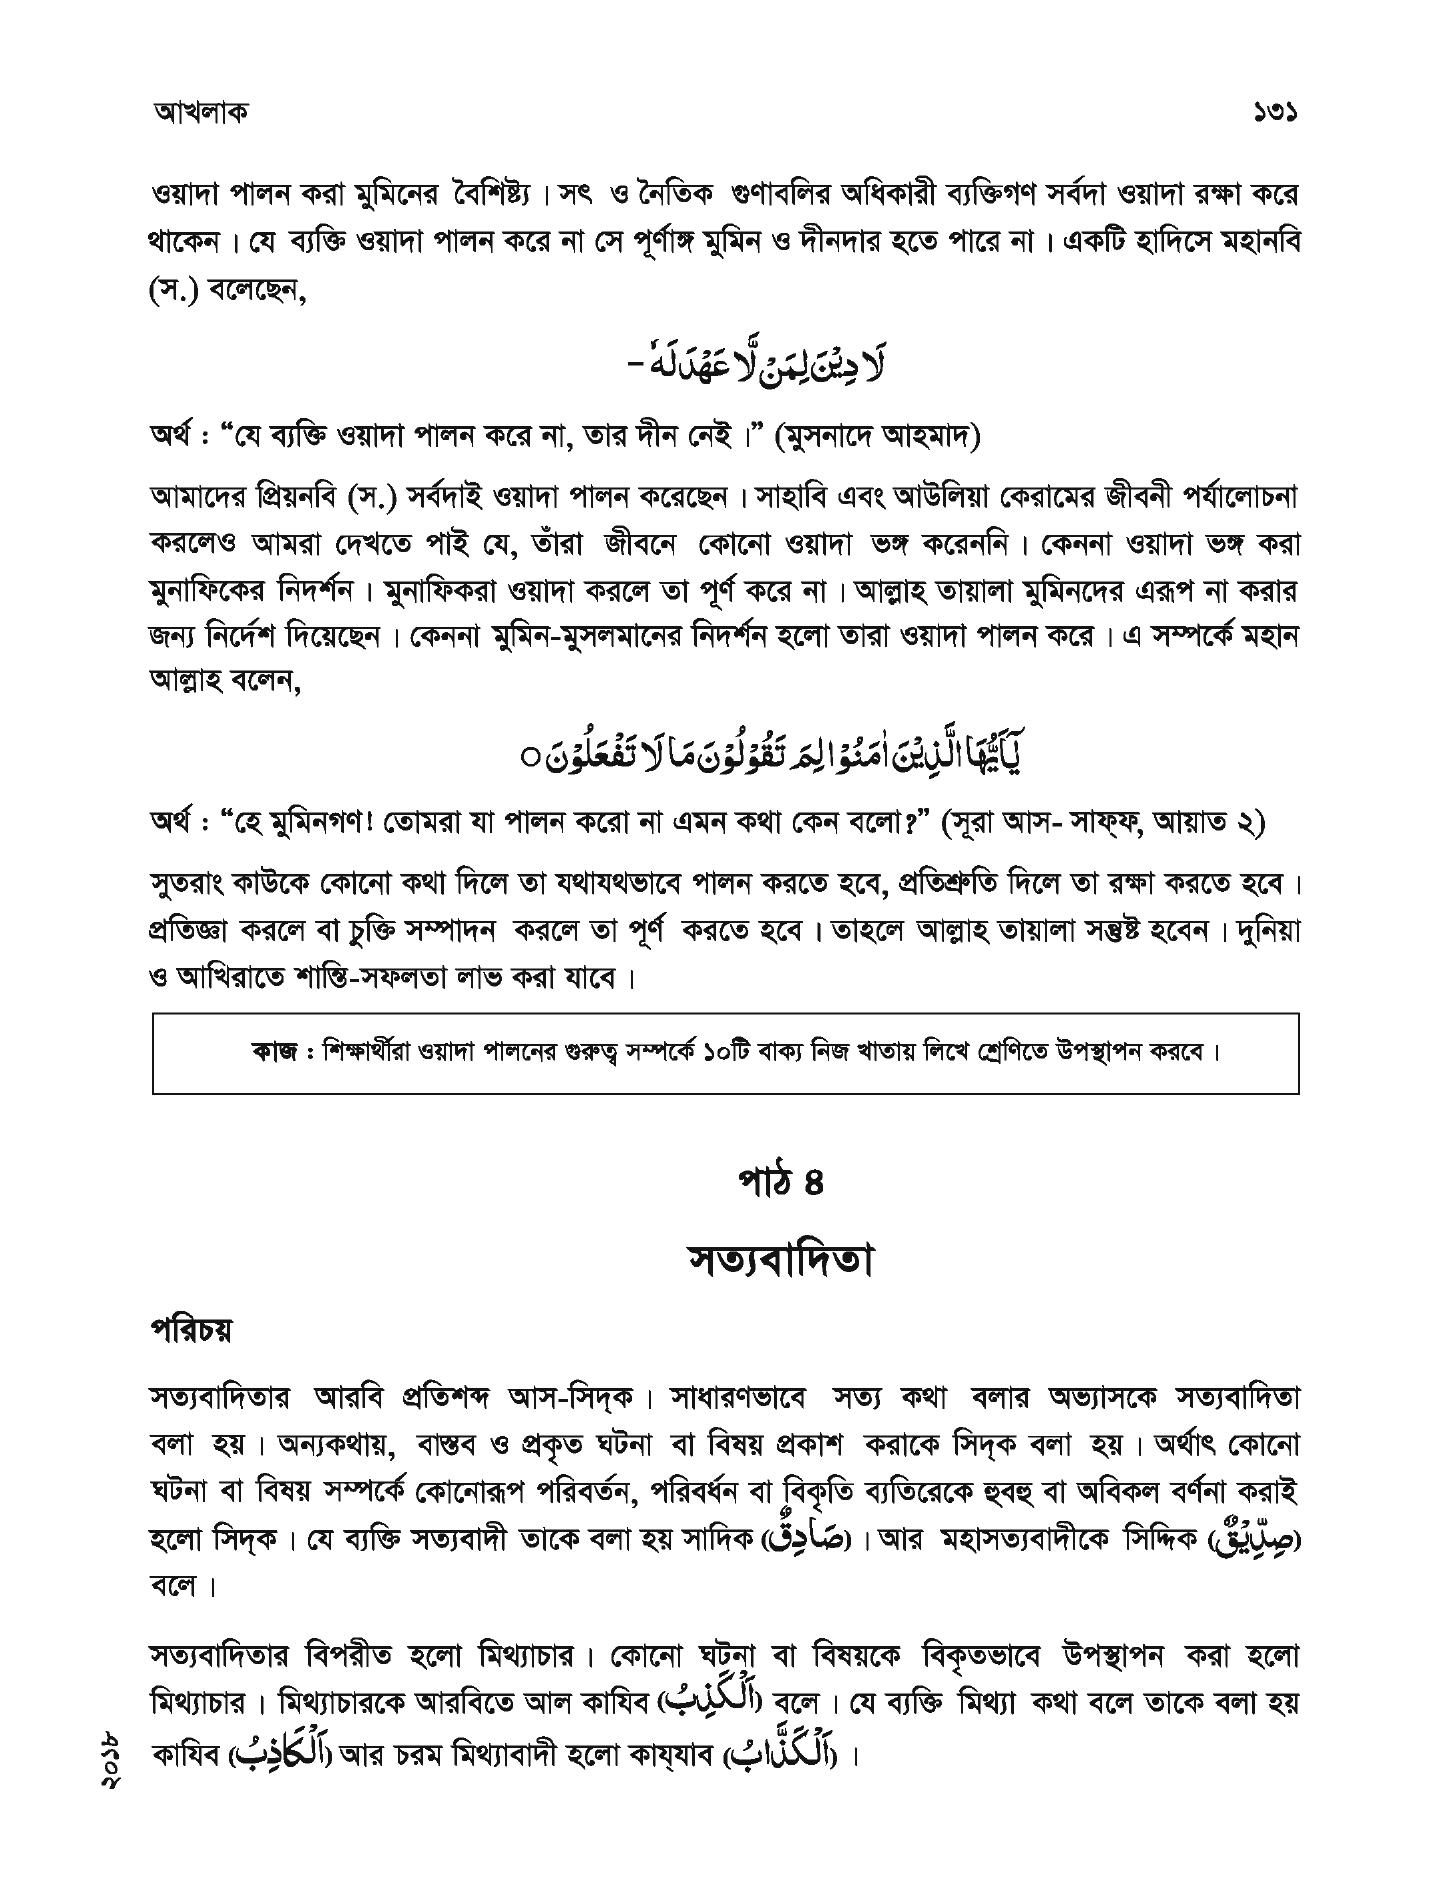 আখলাক ১৩১
ওয়াদা পালন করা মুমিনের বৈশিষ্ট্য। সৎ ও নৈতিক গুণাবলির অধিকারী ব্যক্তিগণ সর্বদা ওয়াদা রক্ষা করে
থাকেন। যে ব্যক্তি ওয়াদা পালন করে না সে পূর্ণাঙ্গ মুমিন ও দীনদার হতে পারে না। একটি হাদিসে মহানবি
(স.) বলেছেন,
لَا دِيْنَ لِمَنْ لَّا عَهْدَ لَهٗ -
অর্থ : “যে ব্যক্তি ওয়াদা পালন করে না, তার দীন নেই।” (মুসনাদে আহমাদ)
আমাদের প্রিয়নবি (স.) সর্বদাই ওয়াদা পালন করেছেন। সাহাবি এবং আউলিয়া কেরামের জীবনী পর্যালোচনা
করলেও আমরা দেখতে পাই যে, তাঁরা জীবনে কোনো ওয়াদা ভঙ্গ করেননি। কেননা ওয়াদা ভঙ্গ করা
মুনাফিকের নিদর্শন। মুনাফিকরা ওয়াদা করলে তা পূর্ণ করে না। আল্লাহ তায়ালা মুমিনদের এরূপ না করার
জন্য নির্দেশ দিয়েছেন। কেননা মুমিন-মুসলমানের নিদর্শন হলো তারা ওয়াদা পালন করে। এ সম্পর্কে মহান
আল্লাহ বলেন,
يٰٓاَيُّهَا الَّذِيْنَ اٰمَنُوْا لِمَ تَقُوْلُوْنَ مَا لَا تَفْعَلُوْنَ ○
অর্থ : “হে মুমিনগণ! তোমরা যা পালন করো না এমন কথা কেন বলো?” (সূরা আস- সাফ্‌ফ, আয়াত ২)
সুতরাং কাউকে কোনো কথা দিলে তা যথাযথভাবে পালন করতে হবে, প্রতিশ্রুতি দিলে তা রক্ষা করতে হবে।
প্রতিজ্ঞা করলে বা চুক্তি সম্পাদন করলে তা পূর্ণ করতে হবে। তাহলে আল্লাহ তায়ালা সন্তুষ্ট হবেন। দুনিয়া
ও আখিরাতে শান্তি-সফলতা লাভ করা যাবে।
কাজ : শিক্ষার্থীরা ওয়াদা পালনের গুরুত্ব সম্পর্কে ১০টি বাক্য নিজ খাতায় লিখে শ্রেণিতে উপস্থাপন করবে।
পাঠ ৪
সত্যবাদিতা
পরিচয়
সত্যবাদিতার আরবি প্রতিশব্দ আস-সিদ্‌ক। সাধারণভাবে সত্য কথা বলার অভ্যাসকে সত্যবাদিতা
বলা হয়। অন্যকথায়, বাস্তব ও প্রকৃত ঘটনা বা বিষয় প্রকাশ করাকে সিদ্‌ক বলা হয়। অর্থাৎ কোনো
ঘটনা বা বিষয় সম্পর্কে কোনোরূপ পরিবর্তন, পরিবর্ধন বা বিকৃতি ব্যতিরেকে হুবহু বা অবিকল বর্ণনা করাই
হলো সিদ্‌ক। যে ব্যক্তি সত্যবাদী তাকে বলা হয় সাদিক (صَادِقٌ)। আর মহাসত্যবাদীকে সিদ্দিক (صِدِّيْقٌ)
বলে।
সত্যবাদিতার বিপরীত হলো মিথ্যাচার। কোনো ঘটনা বা বিষয়কে বিকৃতভাবে উপস্থাপন করা হলো
মিথ্যাচার। মিথ্যাচারকে আরবিতে আল কাযিব (اَلْكَذِبُ) বলে। যে ব্যক্তি মিথ্যা কথা বলে তাকে বলা হয়
কাযিব (اَلْكَاذِبُ) আর চরম মিথ্যাবাদী হলো কায্‌যাব (اَلْكَذَّابُ)।
২০১৮